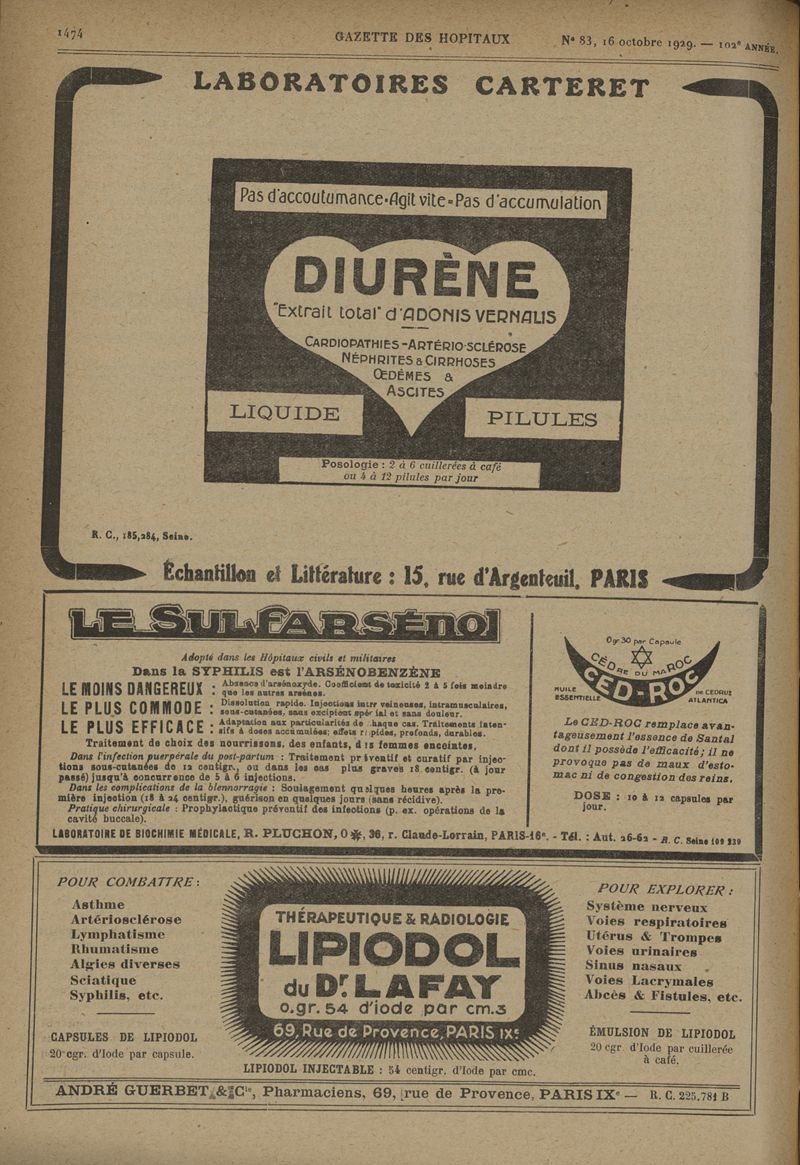 1474
GAZETTE DES HOPITAUX
Nº 83, 16 octobre 1929. — 102e ANNÉE.
LABORATOIRES CARTERET
Pas d'accoutumance-Agit vite-Pas d'accumulation
DIURÈNE
"Extrait total" d'ADONIS VERNALIS
CARDIOPATHIES-ARTÉRIO-SCLÉROSE
NÉPHRITES & CIRRHOSES
ŒDÈMES &
ASCITES
LIQUIDE
PILULES
Posologie : 2 à 6 cuillerées à café
ou 4 à 12 pilules par jour
R. C., 185,284, Seine.
Échantillon et Littérature : 15, rue d'Argenteuil, PARIS
LE SULFARSÉNOL
Adopté dans les Hôpitaux civils et militaires
Dans la SYPHILIS est l'ARSÉNOBENZÈNE
LE MOINS DANGEREUX : Absence d'arsénoxyde. Coefficient de toxicité 2 à 5 fois moindre
que les autres arsénos.
LE PLUS COMMODE : Dissolution rapide. Injections intr veineuses, intramusculaires,
sous-cutanées, sans excipient spécial et sans douleur.
LE PLUS EFFICACE : Adaptation aux particularités de chaque cas. Traitements inten-
sifs à doses accumulées; effets rapides, profonds, durables.
Traitement de choix des nourrissons, des enfants, des femmes enceintes.
Dans l'infection puerpérale du post-partum : Traitement préventif et curatif par injec-
tions sous-cutanées de 12 centigr., ou dans les cas plus graves 18 centigr. (à jour
passé) jusqu'à concurrence de 5 à 6 injections.
Dans les complications de la blennorragie : Soulagement quelques heures après la pre-
mière injection (18 à 24 centigr.), guérison en quelques jours (sans récidive).
Pratique chirurgicale : Prophylactique préventif des infections (p. ex. opérations de la
cavité buccale).
0gr.30 par Capsule
CÉDRE DU MAROC
CED-ROC
HUILE
ESSENTIELLE
DE CEDRUS
ATLANTICA
Le CED-ROC remplace avan-
tageusement l'essence de Santal
dont il possède l'efficacité; il ne
provoque pas de maux d'esto-
mac ni de congestion des reins.
DOSE : 10 à 12 capsules par
jour.
LABORATOIRE DE BIOCHIMIE MÉDICALE, R. PLUCHON, O ✻, 36, r. Claude-Lorrain, PARIS-16e. - Tél. : Aut. 26-62 - R. C. Seine 109 239
POUR COMBATTRE :
Asthme
Artériosclérose
Lymphatisme
Rhumatisme
Algies diverses
Sciatique
Syphilis, etc.
CAPSULES DE LIPIODOL
20 cgr. d'Iode par capsule.
THÉRAPEUTIQUE & RADIOLOGIE
LIPIODOL
du Dr. LAFAY
0.gr. 54 d'iode par cm.3
69, Rue de Provence, PARIS IXe
LIPIODOL INJECTABLE : 54 centigr. d'Iode par cmc.
POUR EXPLORER :
Système nerveux
Voies respiratoires
Utérus & Trompes
Voies urinaires
Sinus nasaux
Voies Lacrymales
Abcès & Fistules, etc.
ÉMULSION DE LIPIODOL
20 cgr d'Iode par cuillerée
à café.
ANDRÉ GUERBET & Cie, Pharmaciens, 69, rue de Provence, PARIS IXe — R. C. 225.781 B